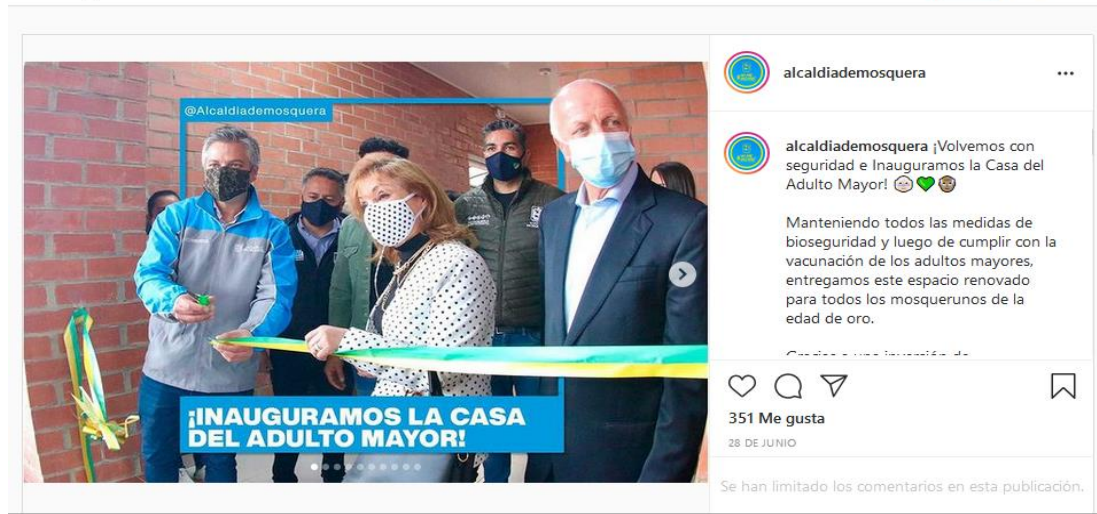 @Alcaldiademosquera
¡INAUGURAMOS LA CASA
DEL ADULTO MAYOR!
alcaldiademosquera
alcaldiademosquera ¡Volvemos con
seguridad e Inauguramos la Casa del
Adulto Mayor! 👵🏻💚🧓🏽
Manteniendo todos las medidas de
bioseguridad y luego de cumplir con la
vacunación de los adultos mayores,
entregamos este espacio renovado
para todos los mosquerunos de la
edad de oro.
351 Me gusta
28 DE JUNIO
Se han limitado los comentarios en esta publicación.